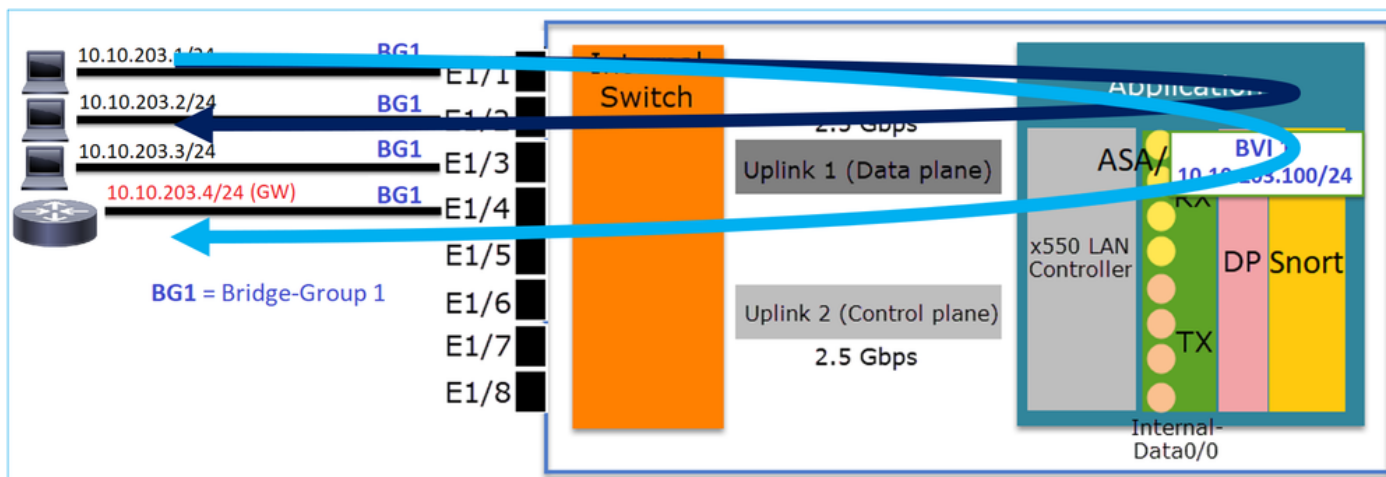 10.10.203.1/24
BG1
E1/1
10.10.203.2/24
BG1
E1/2
10.10.203.3/24
BG1
E1/3
10.10.203.4/24 (GW)
BG1
E1/4
E1/5
E1/6
E1/7
E1/8
BG1 = Bridge-Group 1
Internal
Switch
2.5 Gbps
Uplink 1 (Data plane)
Uplink 2 (Control plane)
2.5 Gbps
Application
ASA/
BVI 1
10.10.203.100/24
RX
x550 LAN
Controller
DP
Snort
TX
Internal-
Data0/0